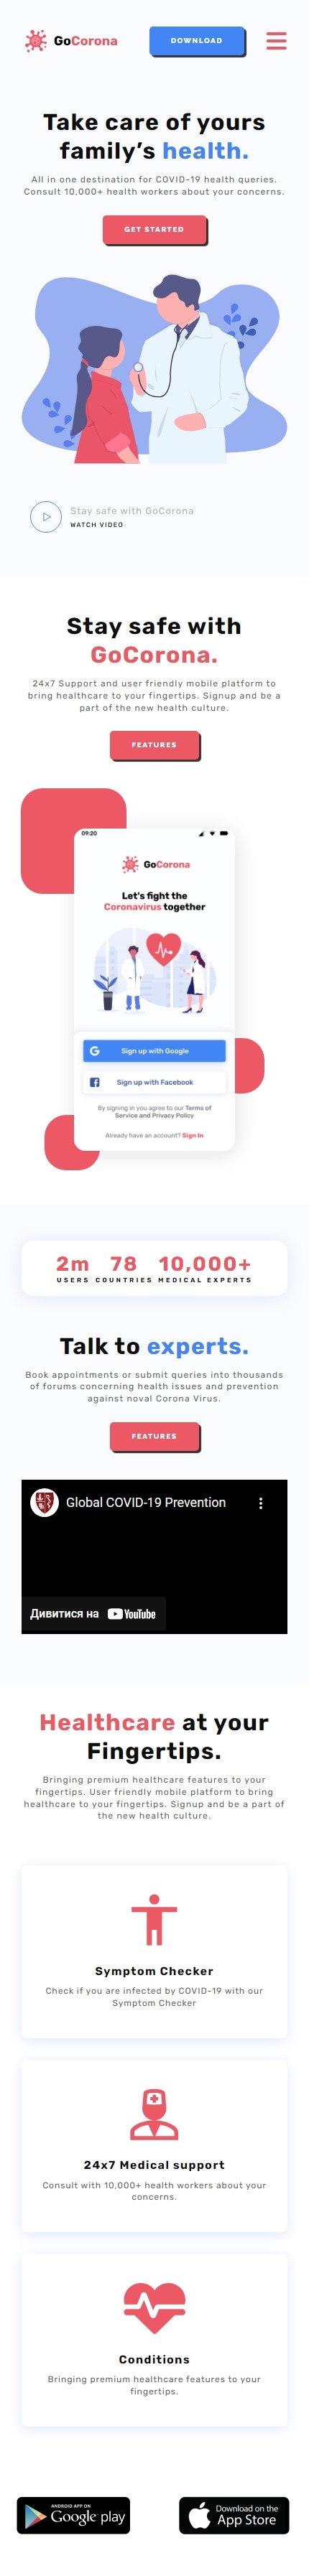 GoCorona
DOWNLOAD
Take care of yours
family’s health.
All in one destination for COVID-19 health queries.
Consult 10,000+ health workers about your concerns.
GET STARTED
Stay safe with GoCorona
WATCH VIDEO
Stay safe with
GoCorona.
24x7 Support and user friendly mobile platform to
bring healthcare to your fingertips. Signup and be a
part of the new health culture.
FEATURES
09:20
GoCorona
Let's fight the
Coronavirus together
Sign up with Google
Sign up with Facebook
By signing in you agree to our Terms of
Service and Privacy Policy
Already have an account? Sign In
2m 78 10,000+
USERS COUNTRIES MEDICAL EXPERTS
Talk to experts.
Book appointments or submit queries into thousands
of forums concerning health issues and prevention
against noval Corona Virus.
FEATURES
Global COVID-19 Prevention
Дивитися на YouTube
Healthcare at your
Fingertips.
Bringing premium healthcare features to your
fingertips. User friendly mobile platform to bring
healthcare to your fingertips. Signup and be a part of
the new health culture.
Symptom Checker
Check if you are infected by COVID-19 with our
Symptom Checker
24x7 Medical support
Consult with 10,000+ health workers about your
concerns.
Conditions
Bringing premium healthcare features to your
fingertips.
ANDROID APP ON
Google play
Download on the
App Store